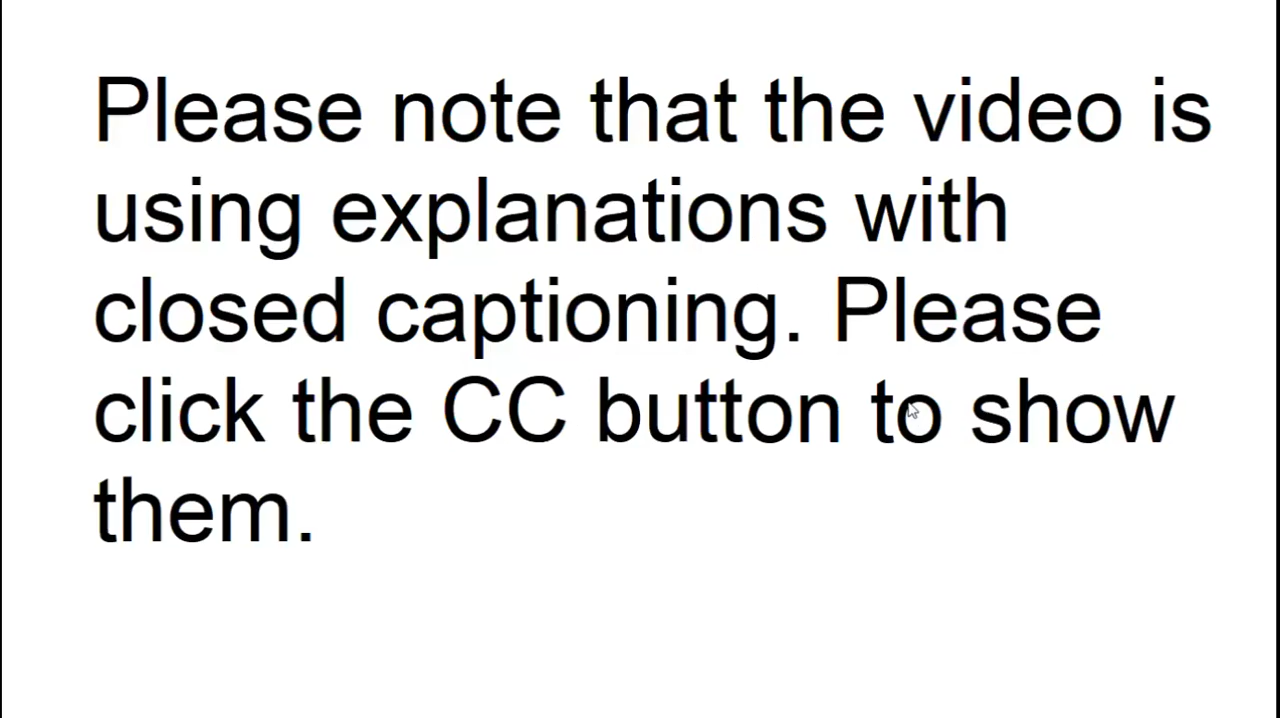 Please note that the video is
using explanations with
closed captioning. Please
click the CC button to show
them.